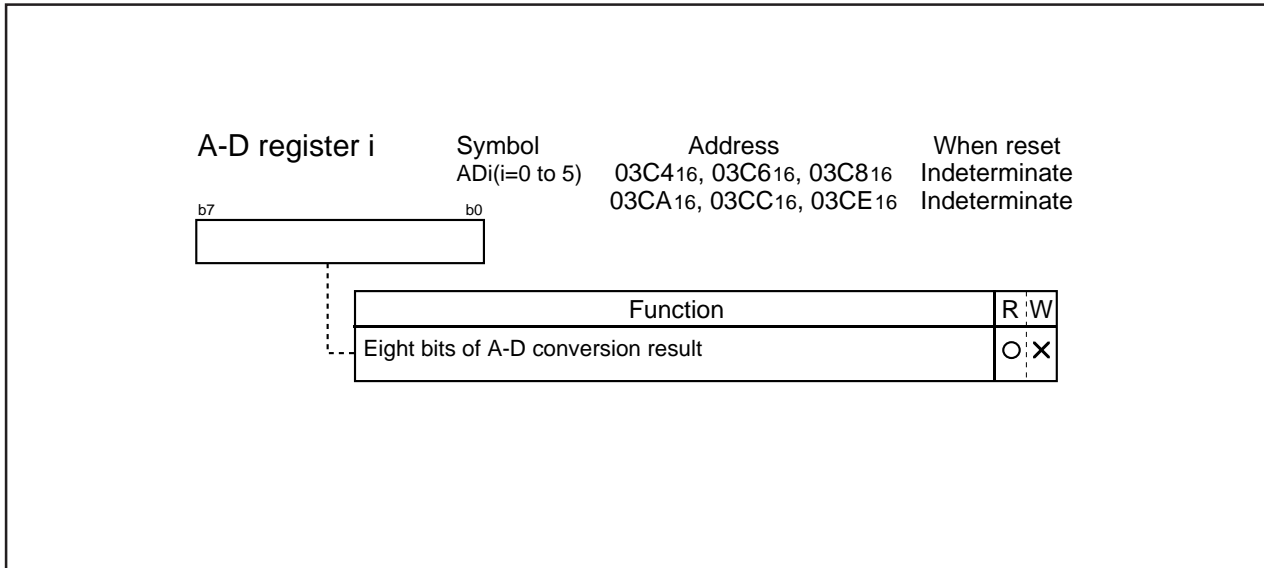 A-D register i Symbol Address When reset
ADi(i=0 to 5) 03C416, 03C616, 03C816 Indeterminate
03CA16, 03CC16, 03CE16 Indeterminate
b7 b0
Function R W
Eight bits of A-D conversion result O X